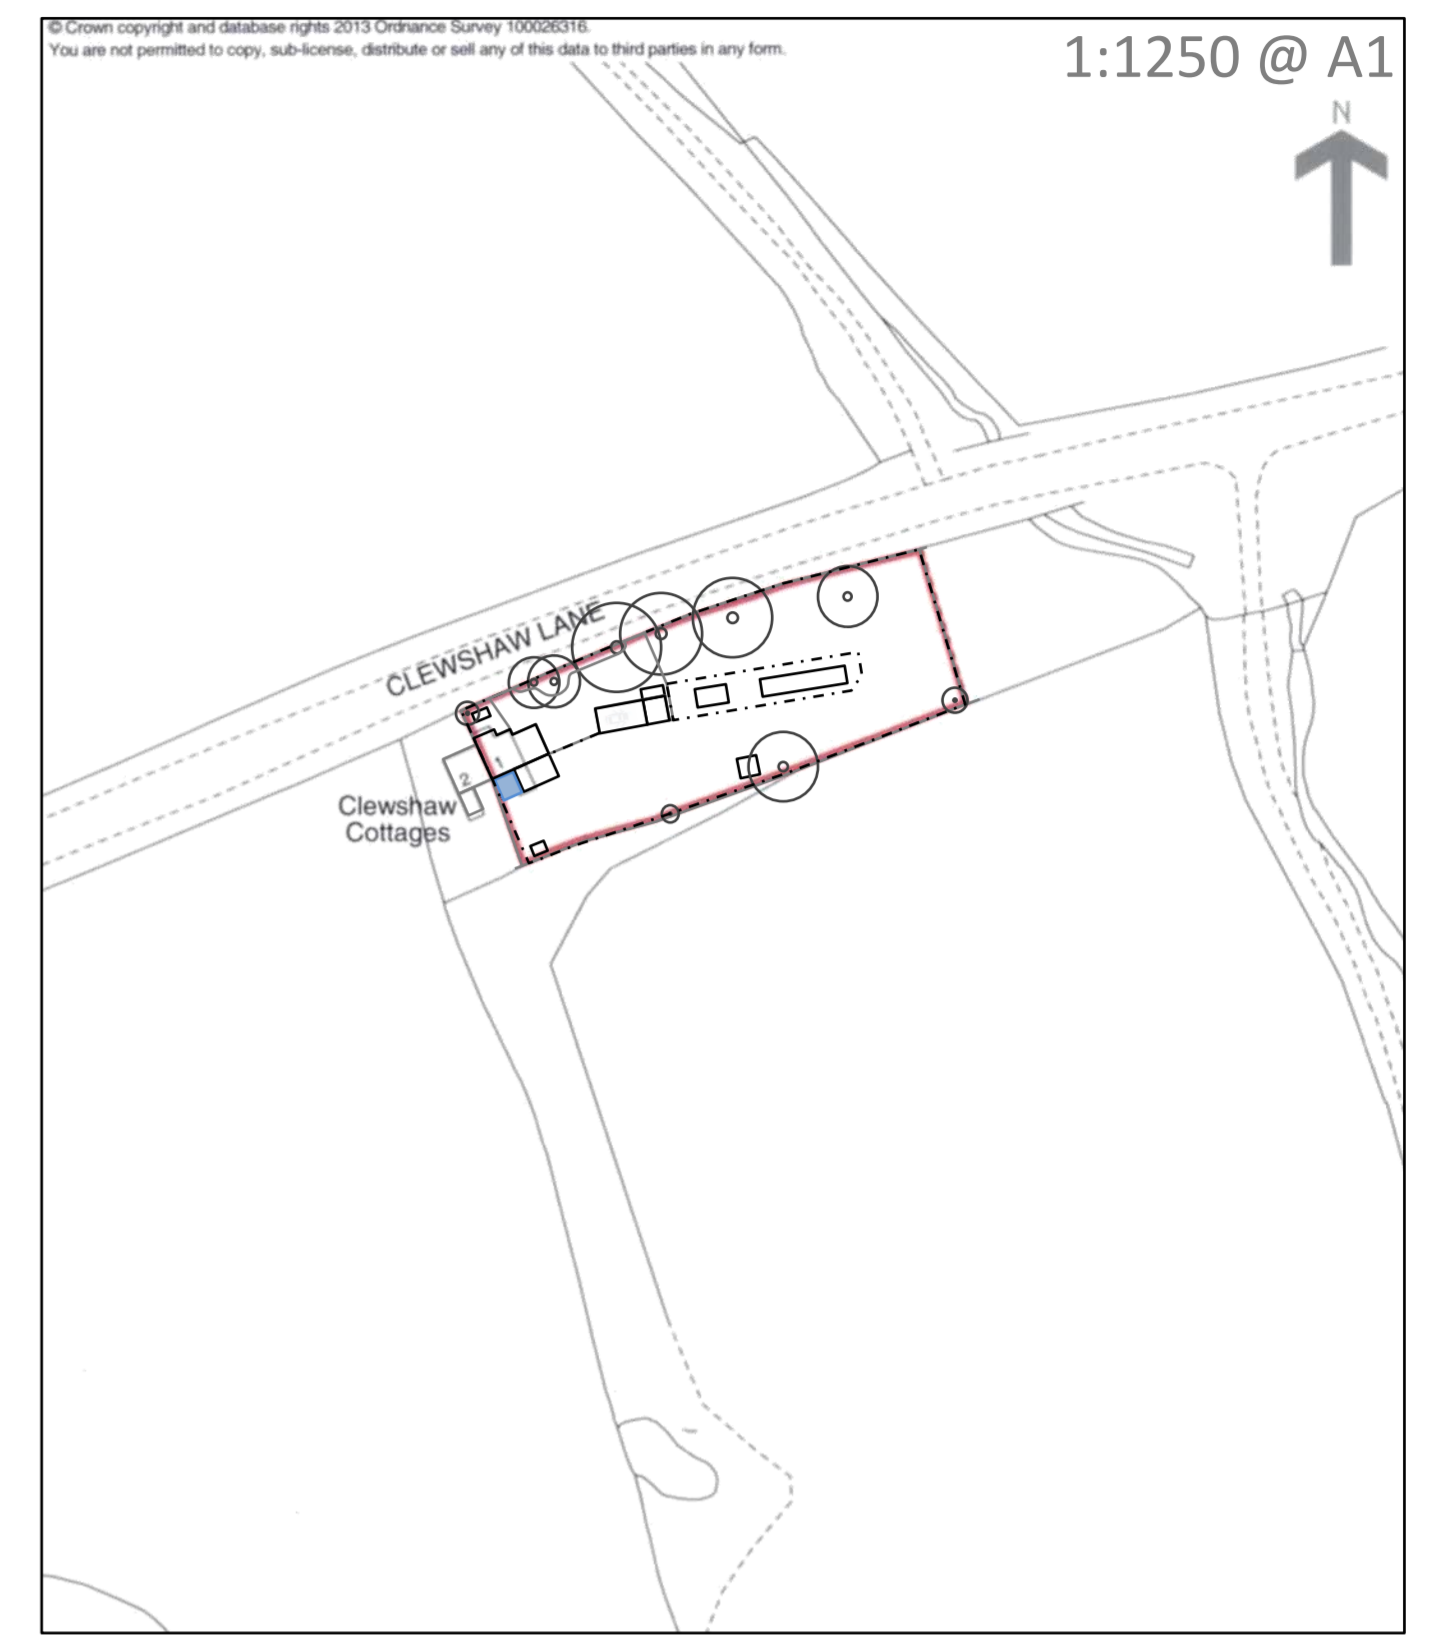 © Crown copyright and database rights 2013 Ordnance Survey 100026316.
You are not permitted to copy, sub-license, distribute or sell any of this data to third parties in any form.
1:1250 @ A1
N
CLEWSHAW LANE
1
2
Clewshaw
Cottages